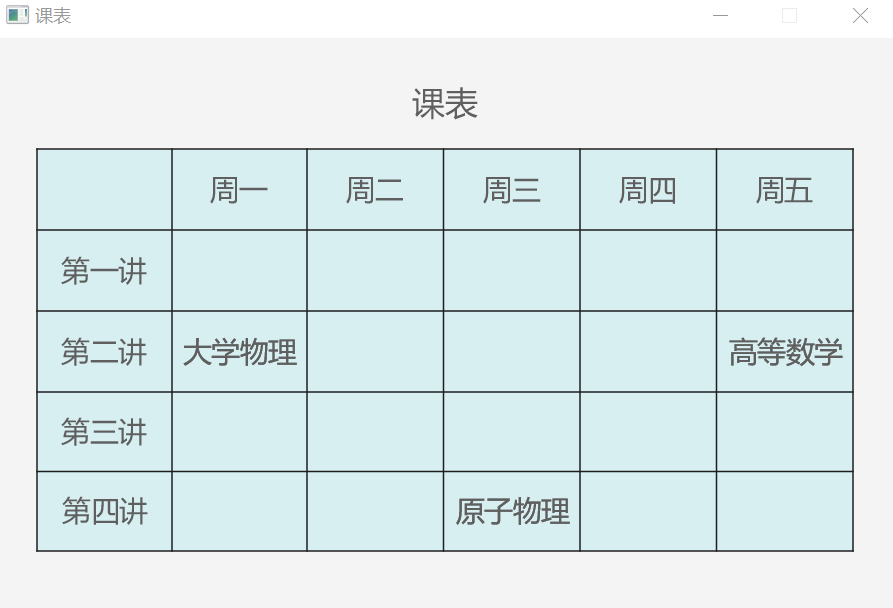 课表
课表
周一 周二 周三 周四 周五
第一讲
第二讲 大学物理 高等数学
第三讲
第四讲 原子物理